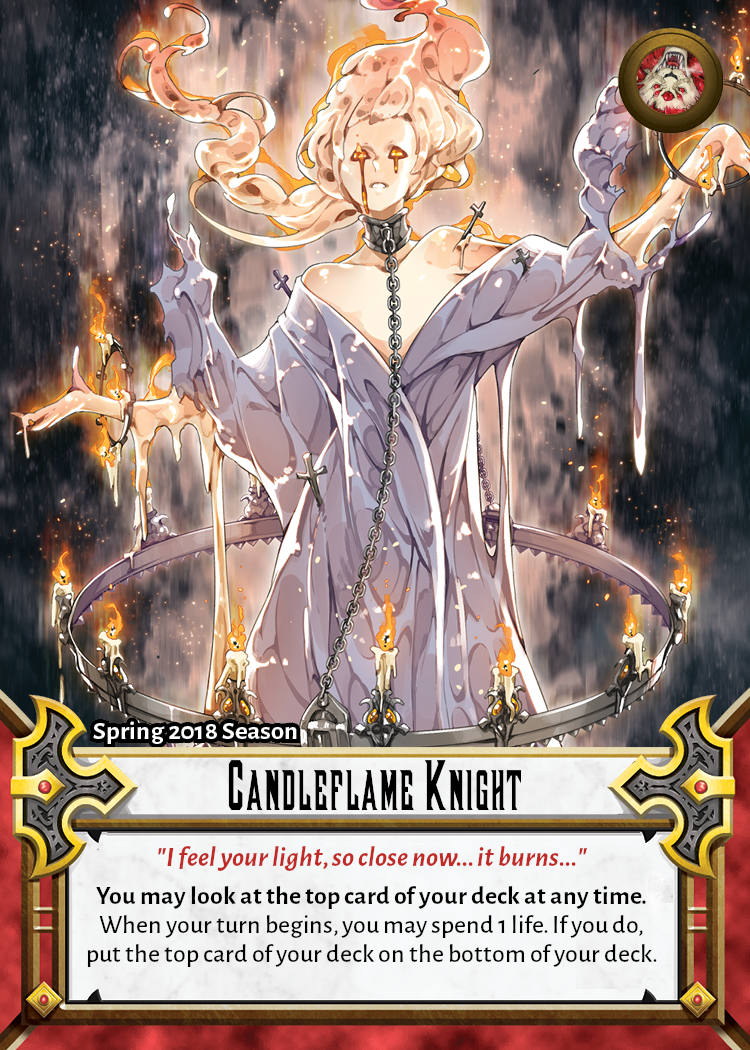 Spring 2018 Season
Candleflame Knight
"I feel your light, so close now... it burns..."
You may look at the top card of your deck at any time.
When your turn begins, you may spend 1 life. If you do,
put the top card of your deck on the bottom of your deck.